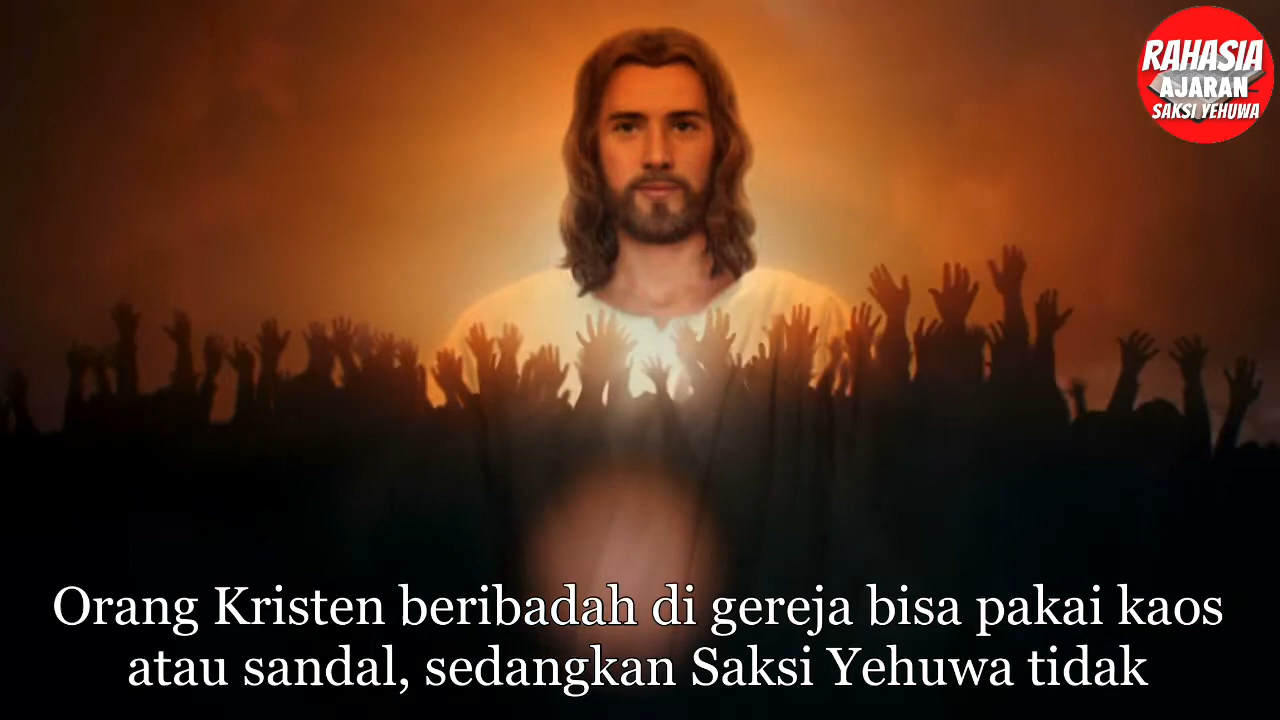 RAHASIA
AJARAN
SAKSI YEHUWA
Orang Kristen beribadah di gereja bisa pakai kaos
atau sandal, sedangkan Saksi Yehuwa tidak